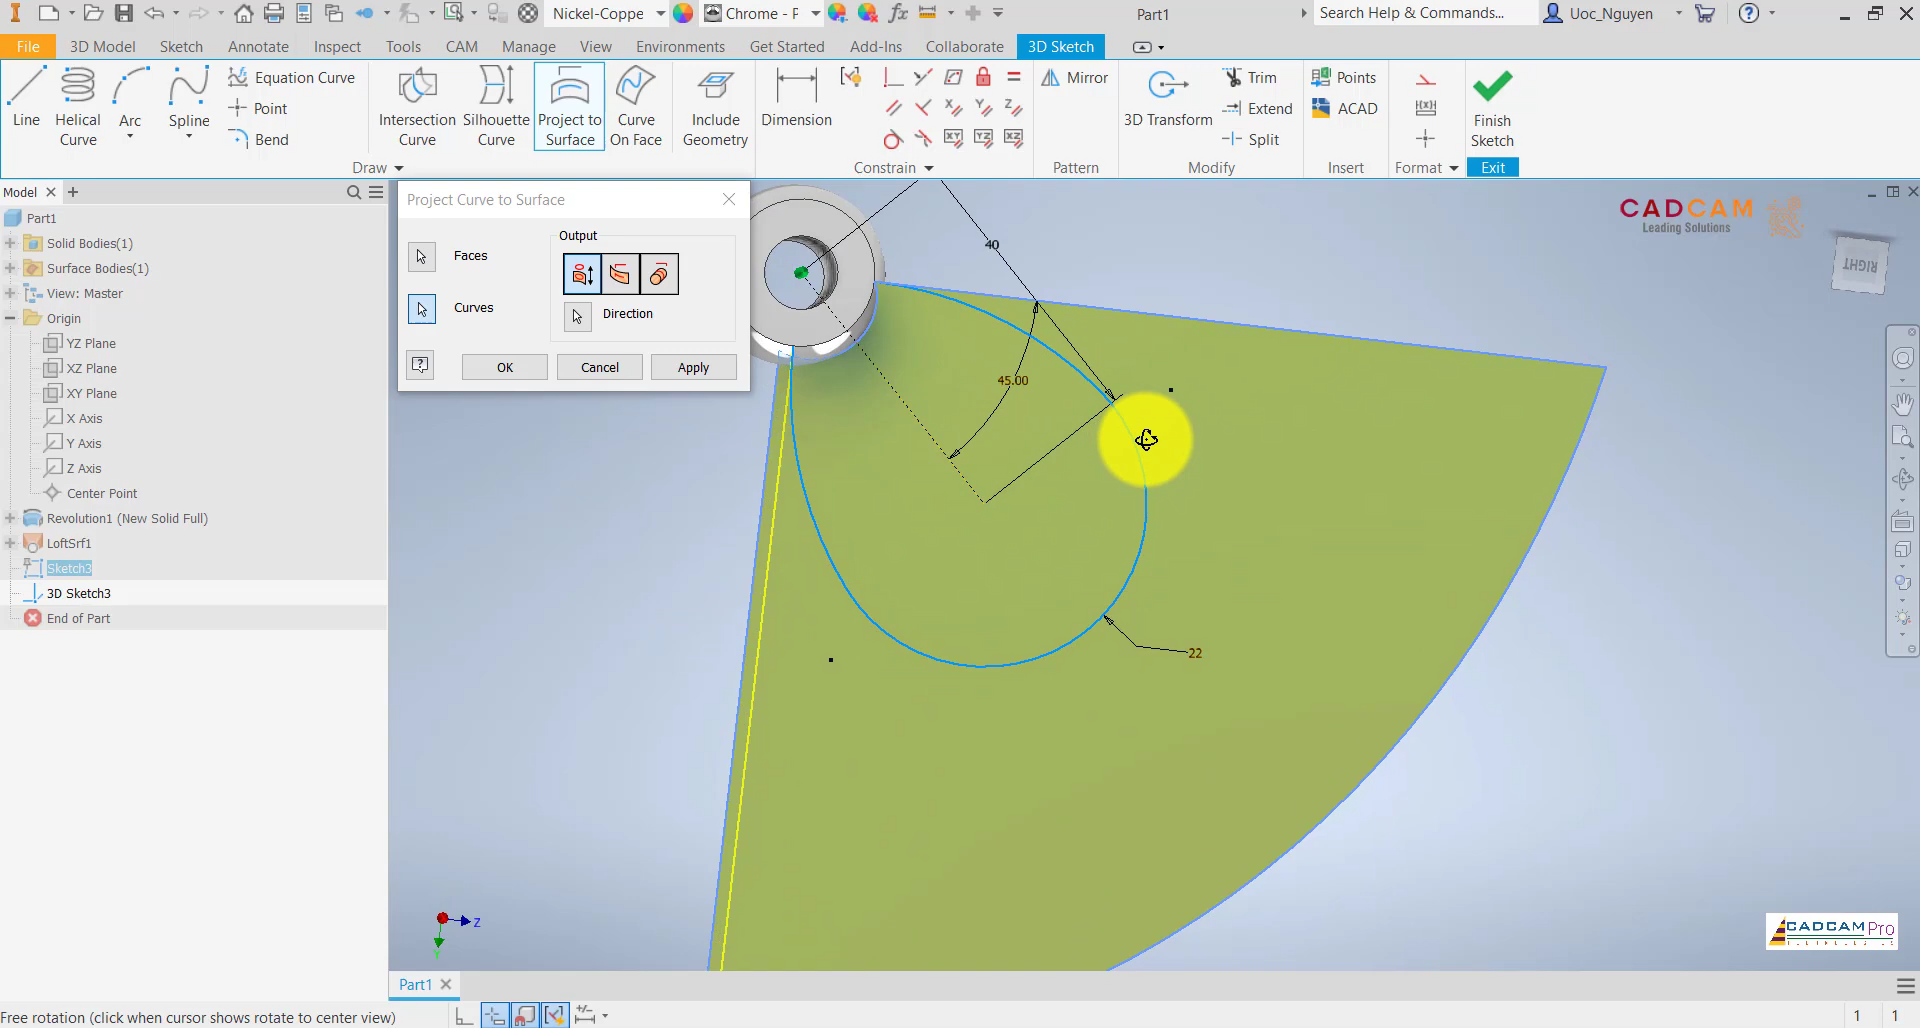 Nickel-Coppe
Chrome - P
Part1
Search Help & Commands...
Uoc_Nguyen
File
3D Model
Sketch
Annotate
Inspect
Tools
CAM
Manage
View
Environments
Get Started
Add-Ins
Collaborate
3D Sketch
Line
Helical
Curve
Arc
Spline
Equation Curve
Point
Bend
Intersection
Curve
Silhouette
Curve
Project to
Surface
Curve
On Face
Include
Geometry
Dimension
Mirror
3D Transform
Trim
Extend
Split
Points
ACAD
Finish
Sketch
Draw
Constrain
Pattern
Modify
Insert
Format
Exit
Model
Part1
Solid Bodies(1)
Surface Bodies(1)
View: Master
Origin
YZ Plane
XZ Plane
XY Plane
X Axis
Y Axis
Z Axis
Center Point
Revolution1 (New Solid Full)
LoftSrf1
Sketch3
3D Sketch3
End of Part
Project Curve to Surface
Faces
Curves
Output
Direction
OK
Cancel
Apply
40
45.00
22
CADCAM
Leading Solutions
RIGHT
Z
Y
CADCAMPro
Part1
Free rotation (click when cursor shows rotate to center view)
1
1